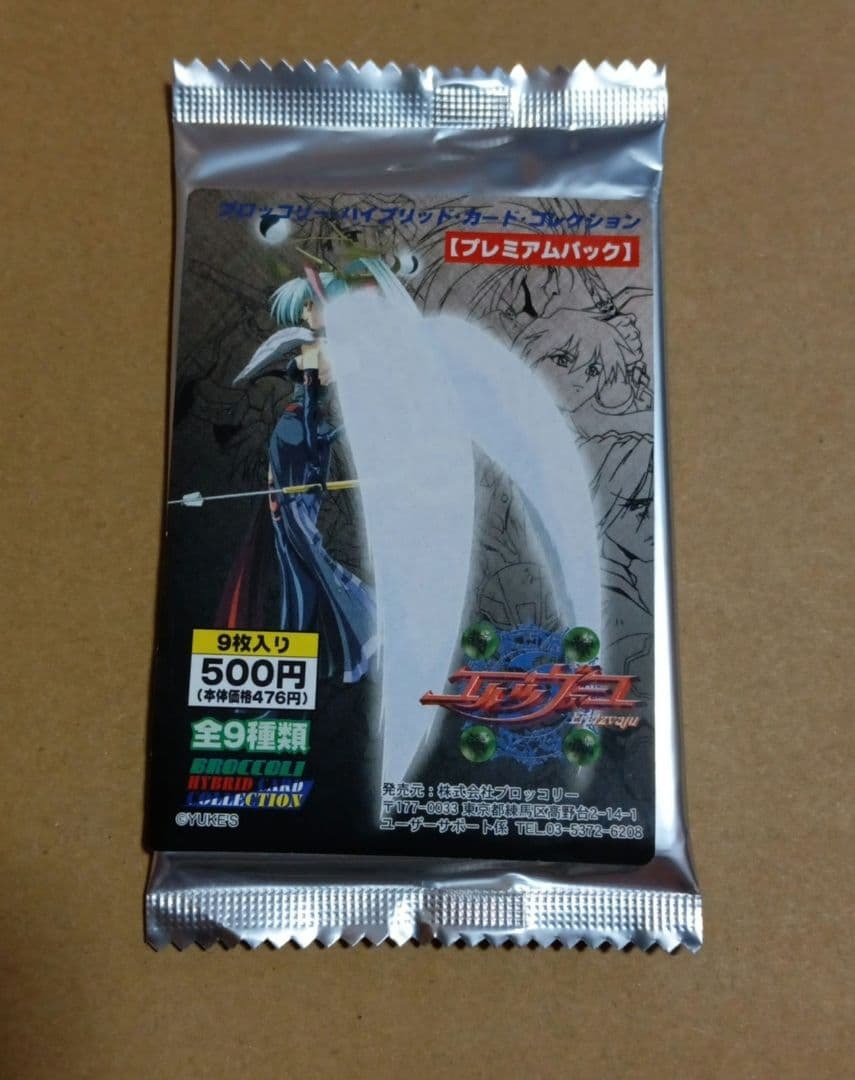 ブロッコリー・ハイブリッド・カード・コレクション
【プレミアムパック】
9枚入り
500円
(本体価格476円)
全9種類
BROCCOLI
HYBRID CARD
COLLECTION
©YUKE'S
エレツヴァユ
Eretzvaju
発売元:株式会社ブロッコリー
〒177-0033 東京都練馬区高野台2-14-1
ユーザーサポート係 TEL.03-5372-6208